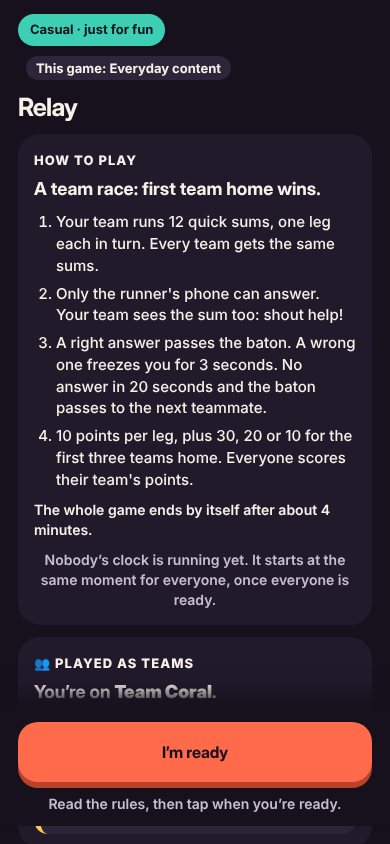 Casual · just for fun
This game: Everyday content
Relay
HOW TO PLAY
A team race: first team home wins.
1. Your team runs 12 quick sums, one leg
each in turn. Every team gets the same
sums.
2. Only the runner's phone can answer.
Your team sees the sum too: shout help!
3. A right answer passes the baton. A wrong
one freezes you for 3 seconds. No
answer in 20 seconds and the baton
passes to the next teammate.
4. 10 points per leg, plus 30, 20 or 10 for the
first three teams home. Everyone scores
their team's points.
The whole game ends by itself after about 4
minutes.
Nobody’s clock is running yet. It starts at the
same moment for everyone, once everyone is
ready.
👥 PLAYED AS TEAMS
You’re on Team Coral.
I’m ready
Read the rules, then tap when you’re ready.